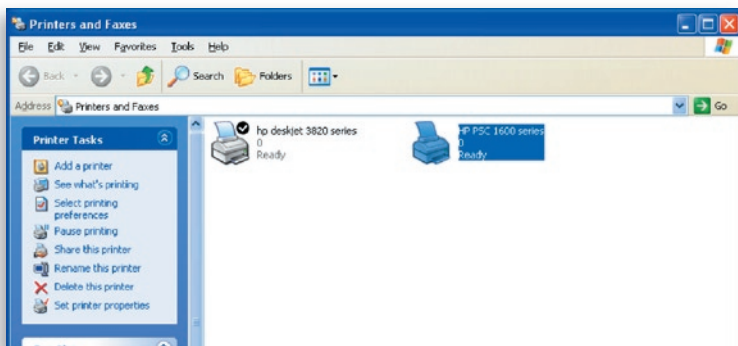 Printers and Faxes
File Edit View Favorites Tools Help
Back Search Folders
Address Printers and Faxes Go
Printer Tasks
Add a printer
See what's printing
Select printing
preferences
Pause printing
Share this printer
Rename this printer
Delete this printer
Set printer properties
hp deskjet 3820 series
0
Ready
HP PSC 1600 series
0
Ready